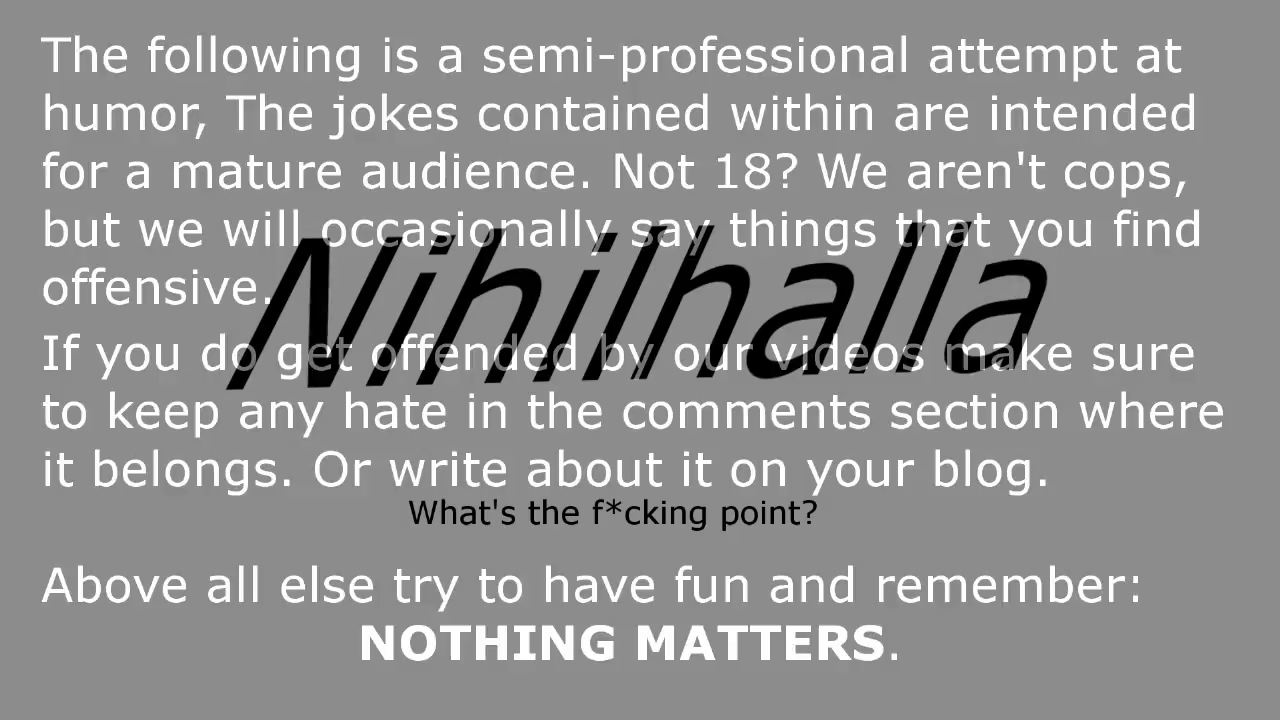 The following is a semi-professional attempt at
humor, The jokes contained within are intended
for a mature audience. Not 18? We aren't cops,
but we will occasionally say things that you find
offensive.
Nihilhalla
If you do get offended by our videos make sure
to keep any hate in the comments section where
it belongs. Or write about it on your blog.
What's the f*cking point?
Above all else try to have fun and remember:
NOTHING MATTERS.